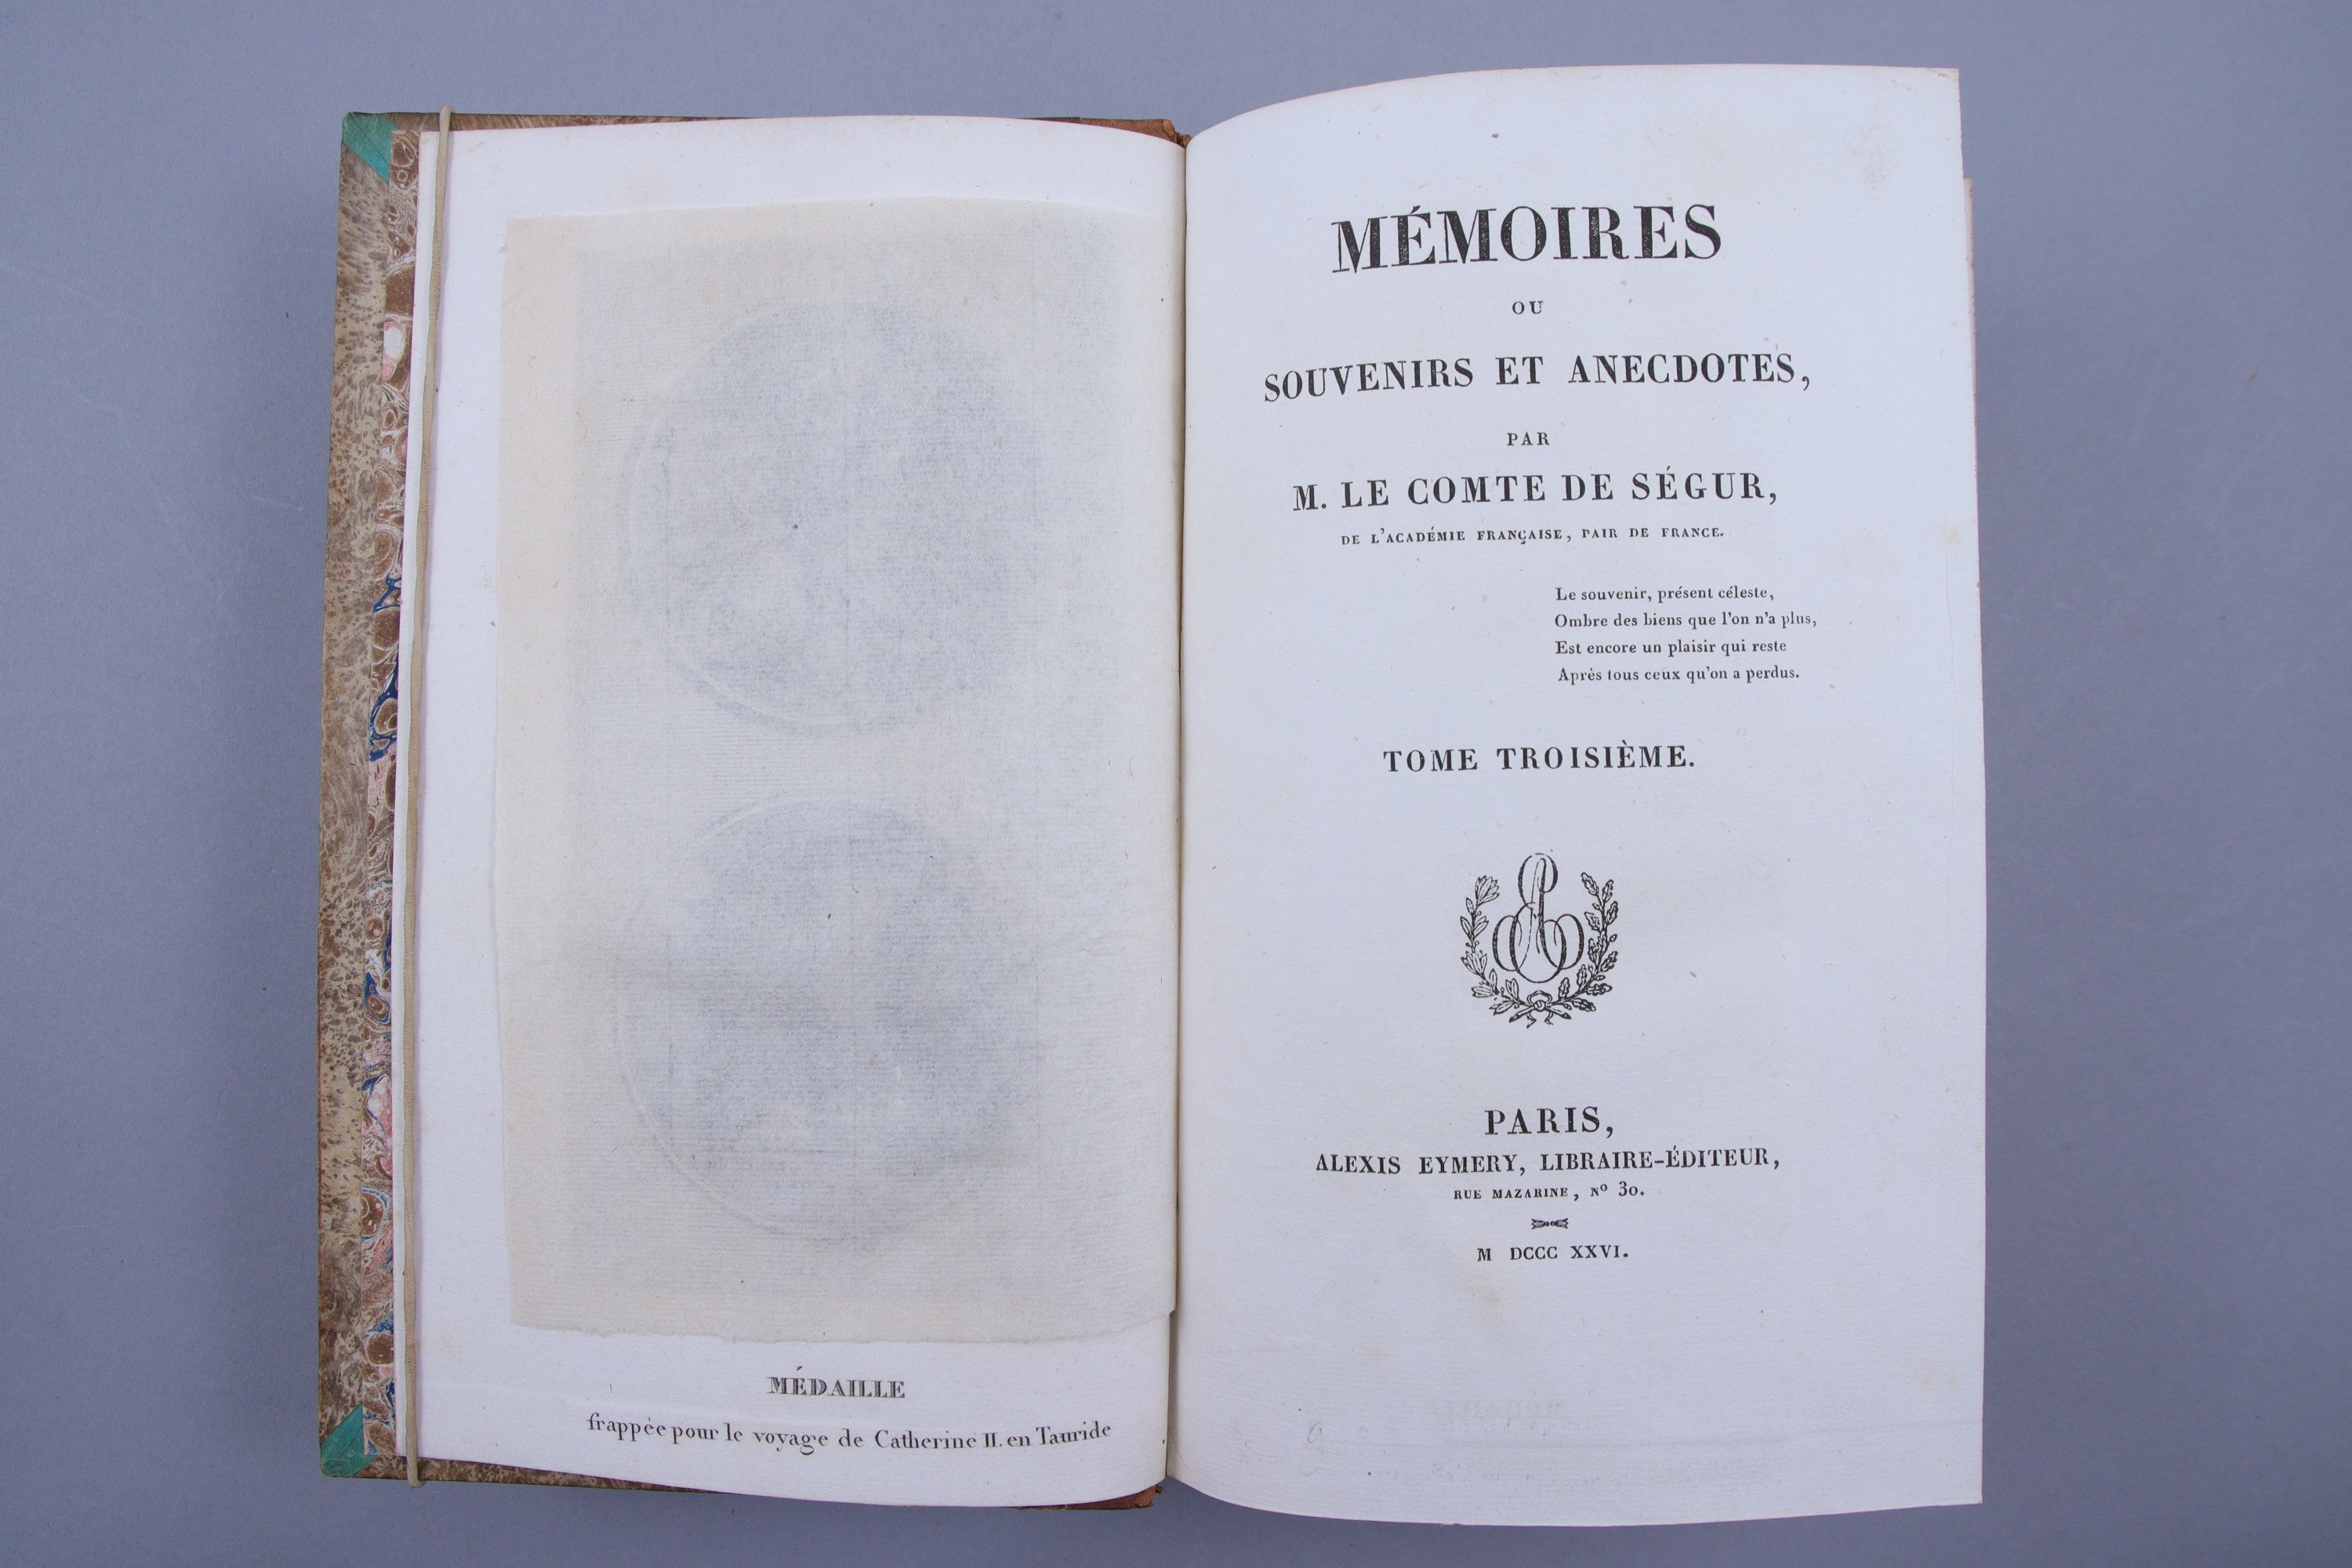 MÉDAILLE
frappée pour le voyage de Catherine II. en Tauride
MÉMOIRES
OU
SOUVENIRS ET ANECDOTES,
PAR
M. LE COMTE DE SÉGUR,
DE L'ACADÉMIE FRANÇAISE, PAIR DE FRANCE.
Le souvenir, présent céleste,
Ombre des biens que l'on n'a plus,
Est encore un plaisir qui reste
Après tous ceux qu'on a perdus.
TOME TROISIÈME.
PARIS,
ALEXIS EYMERY, LIBRAIRE-ÉDITEUR,
RUE MAZARINE, Nº 30.
M DCCC XXVI.